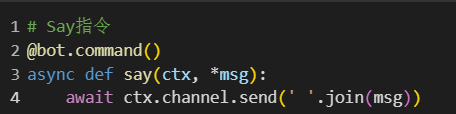 1 # Say指令
2 @bot.command()
3 async def say(ctx, *msg):
4     await ctx.channel.send(' '.join(msg))